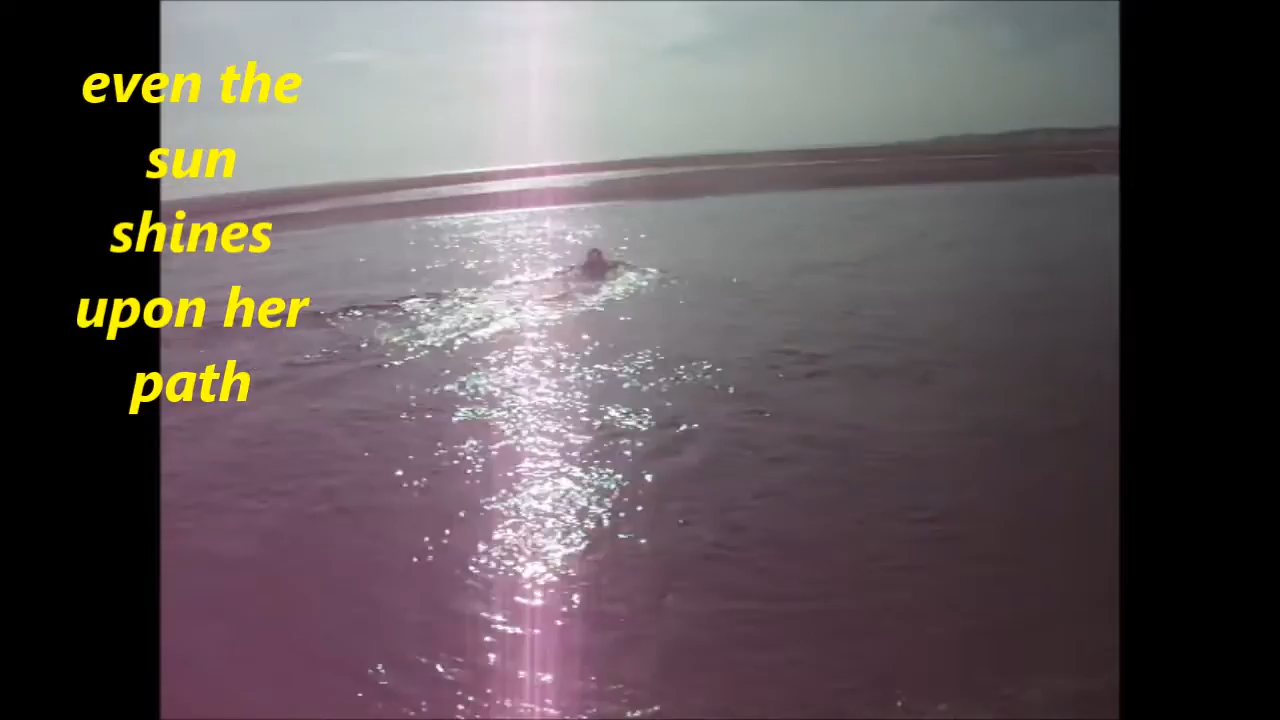 even the
sun
shines
upon her
path